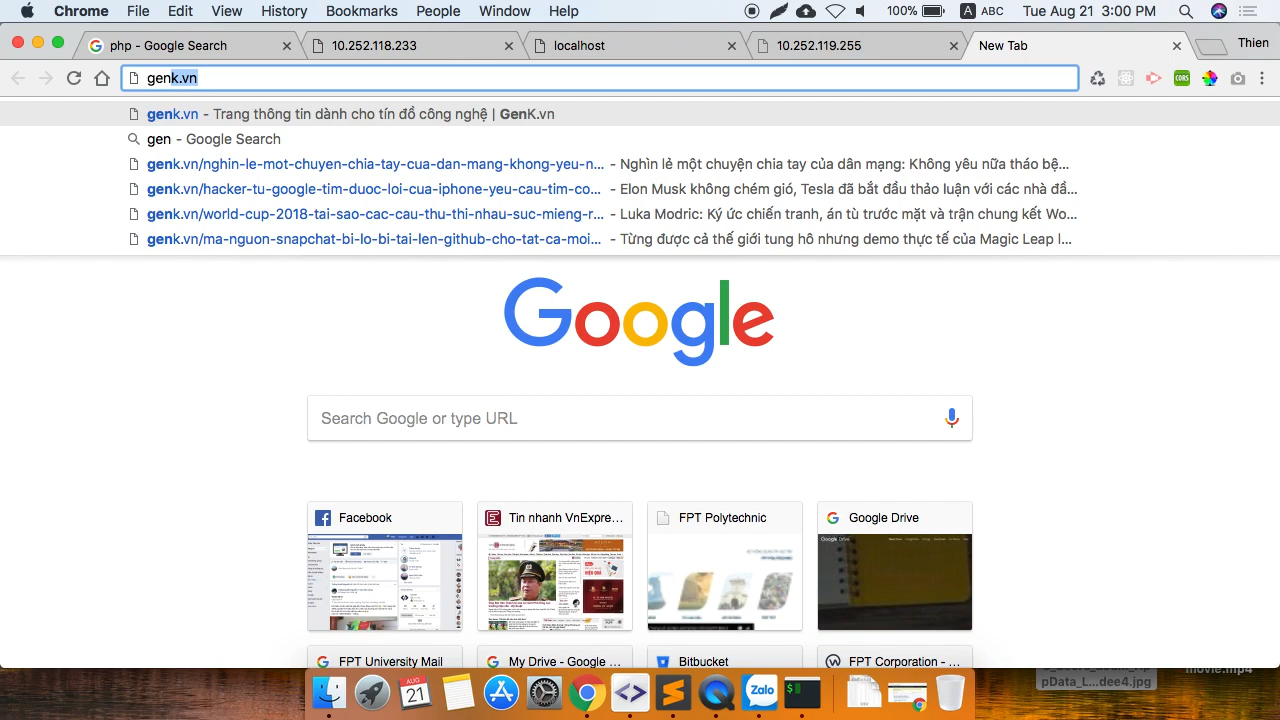 Chrome File Edit View History Bookmarks People Window Help 100% A ABC Tue Aug 21 3:00 PM
php - Google Search 10.252.118.233 localhost 10.252.119.255 New Tab Thien
genk.vn
CORS
genk.vn - Trang thông tin dành cho tín đồ công nghệ | GenK.vn
gen - Google Search
genk.vn/nghin-le-mot-chuyen-chia-tay-cua-dan-mang-khong-yeu-n... - Nghìn lẻ một chuyện chia tay của dân mạng: Không yêu nữa tháo bệ...
genk.vn/hacker-tu-google-tim-duoc-loi-cua-iphone-yeu-cau-tim-co... - Elon Musk không chém gió, Tesla đã bắt đầu thảo luận với các nhà đầ...
genk.vn/world-cup-2018-tai-sao-cac-cau-thu-thi-nhau-suc-mieng-r... - Luka Modric: Ký ức chiến tranh, án tù trước mặt và trận chung kết Wo...
genk.vn/ma-nguon-snapchat-bi-lo-bi-tai-len-github-cho-tat-ca-moi... - Từng được cả thế giới tung hô nhưng demo thực tế của Magic Leap l...
Google
Search Google or type URL
Facebook Tin nhanh VnExpre... FPT Polytechnic Google Drive
FPT University Mail My Drive - Google ... Bitbucket FPT Corporation - ...
movie.mp4
pData_L...dee4.jpg
AUG
21
Zalo